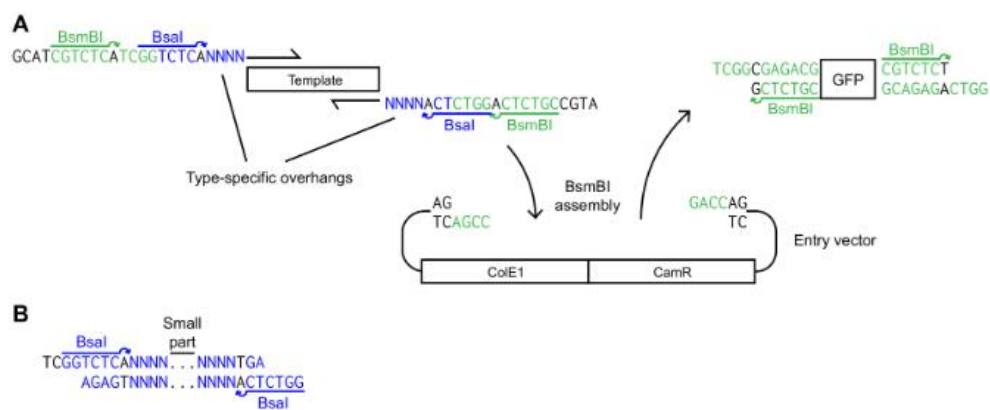 A
BsmBI BsaI
GCATCGTCTCATCGGTCTCANNNN
Template
NNNNACTCTGGACTCTGCCGTA
BsaI BsmBI
Type-specific overhangs
BsmBI
assembly
BsmBI
TCGGCGAGACG GFP CGTCTCT
GCTCTGC GCAGAGACTGG
BsmBI
AG
TCAGCC
GACCAG
TC
Entry vector
ColE1 CamR
B
Small
part
BsaI
TCGGTCTCANNNN...NNNNTGA
AGAGTNNNN...NNNNACTCTGG
BsaI